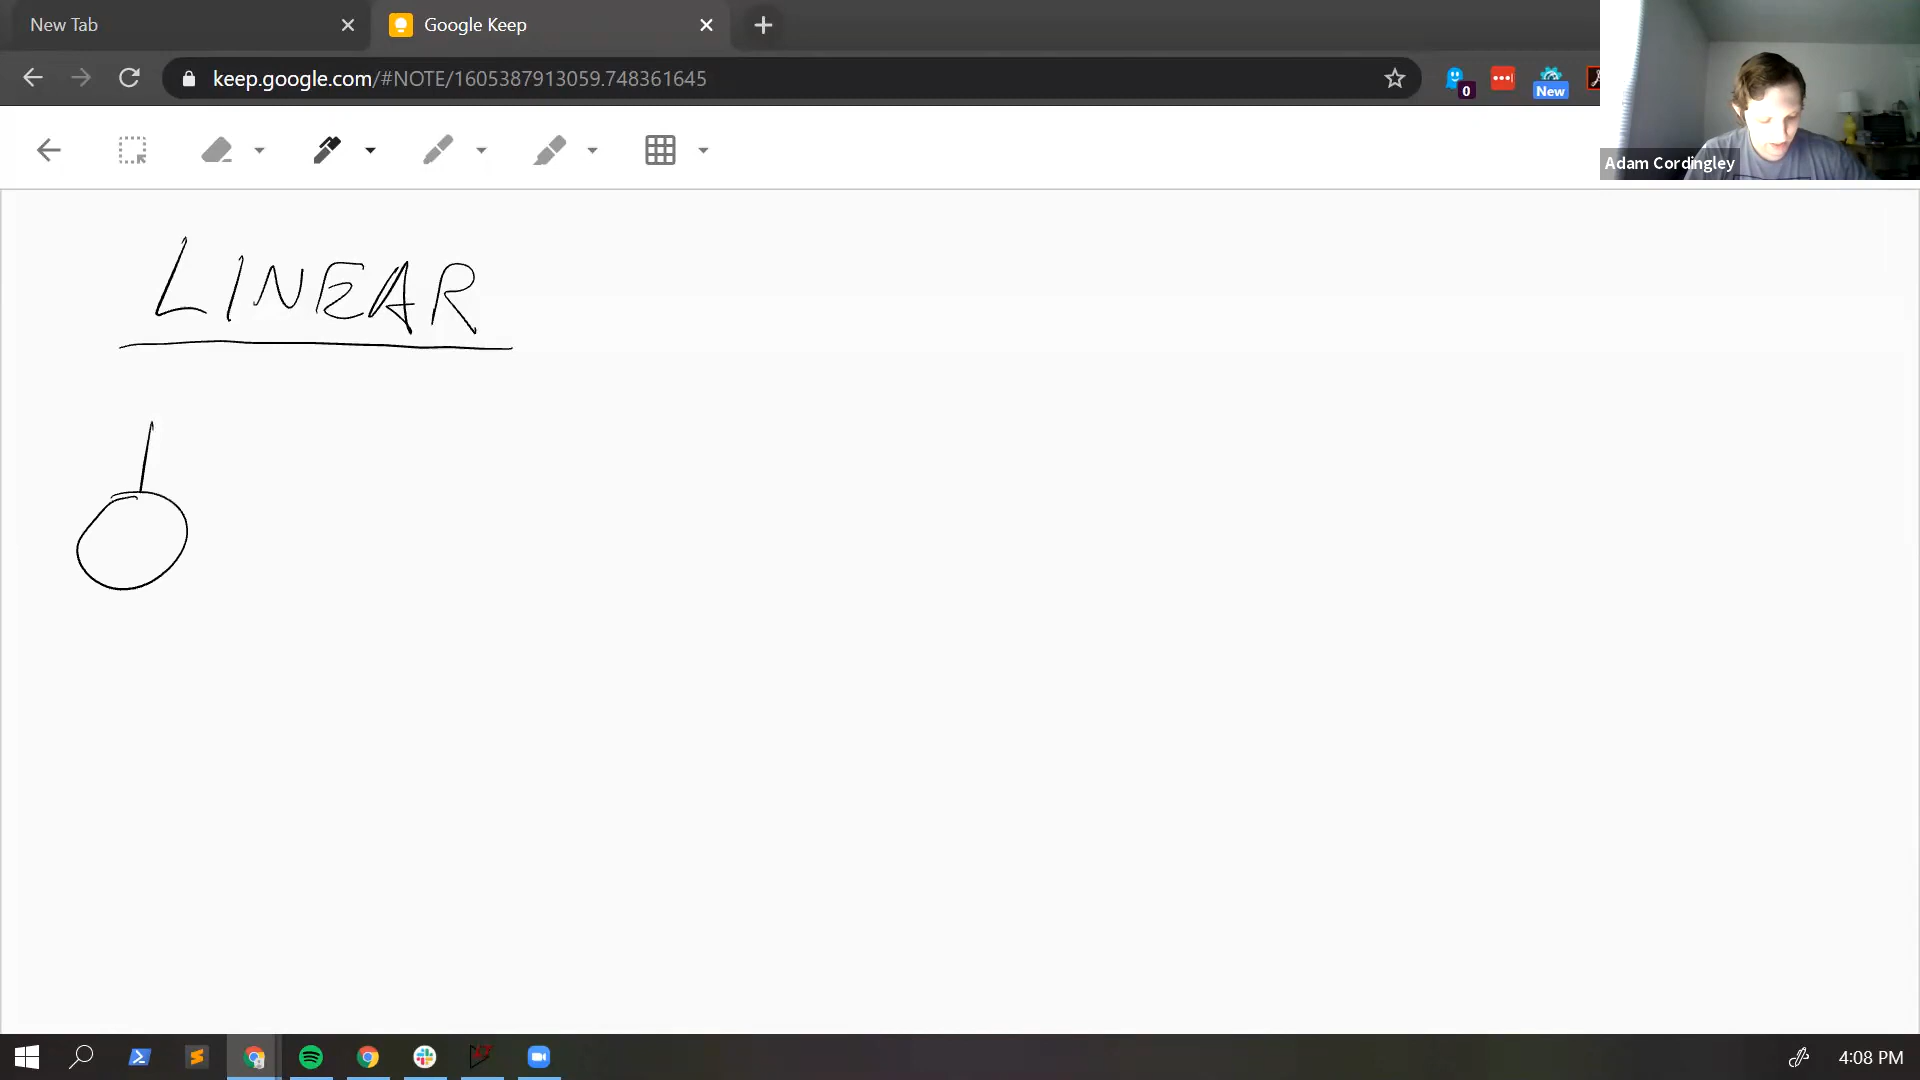 New Tab
Google Keep
keep.google.com/#NOTE/1605387913059.748361645
0
New
Adam Cordingley
LINEAR
4:08 PM